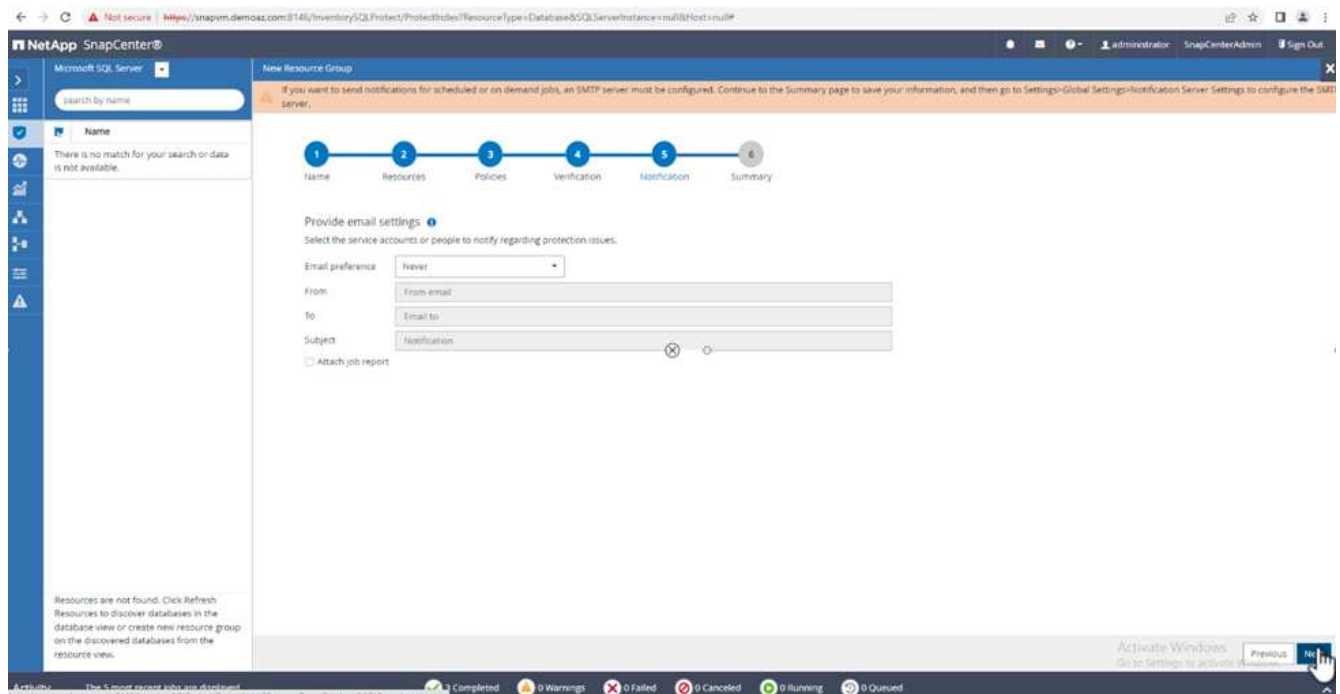 Not secure | https://snapvm.demoaz.com:8146/InventorySQLProtect/ProtectIndex?ResourceType=Database&SQLServerInstance=null&Host=null#
NetApp SnapCenter®
administrator SnapCenterAdmin Sign Out
Microsoft SQL Server
New Resource Group
search by name
If you want to send notifications for scheduled or on demand jobs, an SMTP server must be configured. Continue to the Summary page to save your information, and then go to Settings>Global Settings>Notification Server Settings to configure the SMTP
server.
Name
There is no match for your search or data
is not available.
1 2 3 4 5 6
Name Resources Policies Verification Notification Summary
Provide email settings
Select the service accounts or people to notify regarding protection issues.
Email preference Never
From From email
To Email to
Subject Notification
Attach job report
Resources are not found. Click Refresh
Resources to discover databases in the
database view or create new resource group
on the discovered databases from the
resource view.
Activate Windows
Go to Settings to activate
Previous
Activity The 5 most recent jobs are displayed 3 Completed 0 Warnings 0 Failed 0 Canceled 0 Running 0 Queued